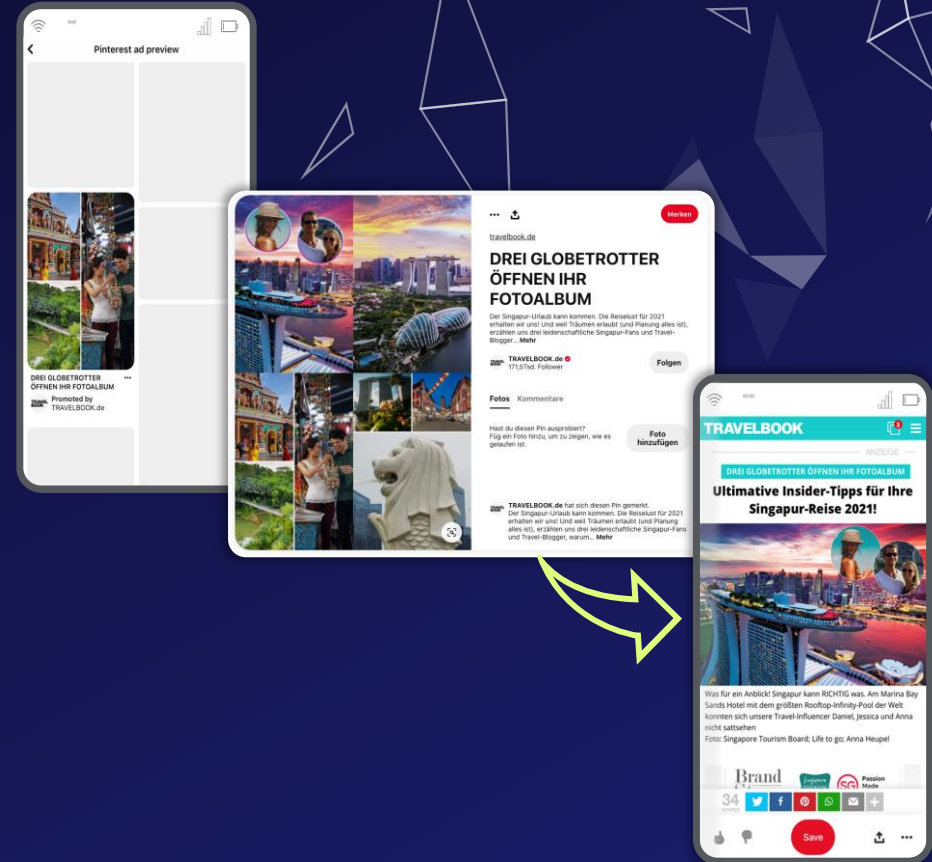 Pinterest ad preview
DREI GLOBETROTTER
ÖFFNEN IHR FOTOALBUM
Promoted by
TRAVELBOOK.de
Merken
travelbook.de
DREI GLOBETROTTER
ÖFFNEN IHR
FOTOALBUM
Der Singapur-Urlaub kann kommen. Die Reiselust für 2021
erhalten wir uns! Und weil Träumen erlaubt (und Planung alles ist),
erzählen uns drei leidenschaftliche Singapur-Fans und Travel-
Blogger... Mehr
TRAVELBOOK.de
171,5Tsd. Follower
Folgen
Fotos Kommentare
Hast du diesen Pin ausprobiert?
Füg ein Foto hinzu, um zu zeigen, wie es
gelaufen ist.
Foto
hinzufügen
TRAVELBOOK.de hat sich diesen Pin gemerkt.
Der Singapur-Urlaub kann kommen. Die Reiselust für 2021
erhalten wir uns! Und weil Träumen erlaubt (und Planung
alles ist), erzählen uns drei leidenschaftliche Singapur-Fans
und Travel-Blogger, warum... Mehr
TRAVELBOOK
3
ANZEIGE
DREI GLOBETROTTER ÖFFNEN IHR FOTOALBUM
Ultimative Insider-Tipps für Ihre
Singapur-Reise 2021!
Was für ein Anblick! Singapur kann RICHTIG was. Am Marina Bay
Sands Hotel mit dem größten Rooftop-Infinity-Pool der Welt
konnten sich unsere Travel-Influencer Daniel, Jessica und Anna
nicht sattsehen
Foto: Singapore Tourism Board; Life to go; Anna Heupel
Brand
Singapore
SG
Passion
Made
34
SHARES
Save